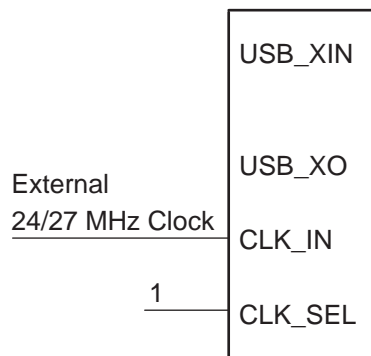 USB_XIN
USB_XO
External
24/27 MHz Clock
CLK_IN
1
CLK_SEL